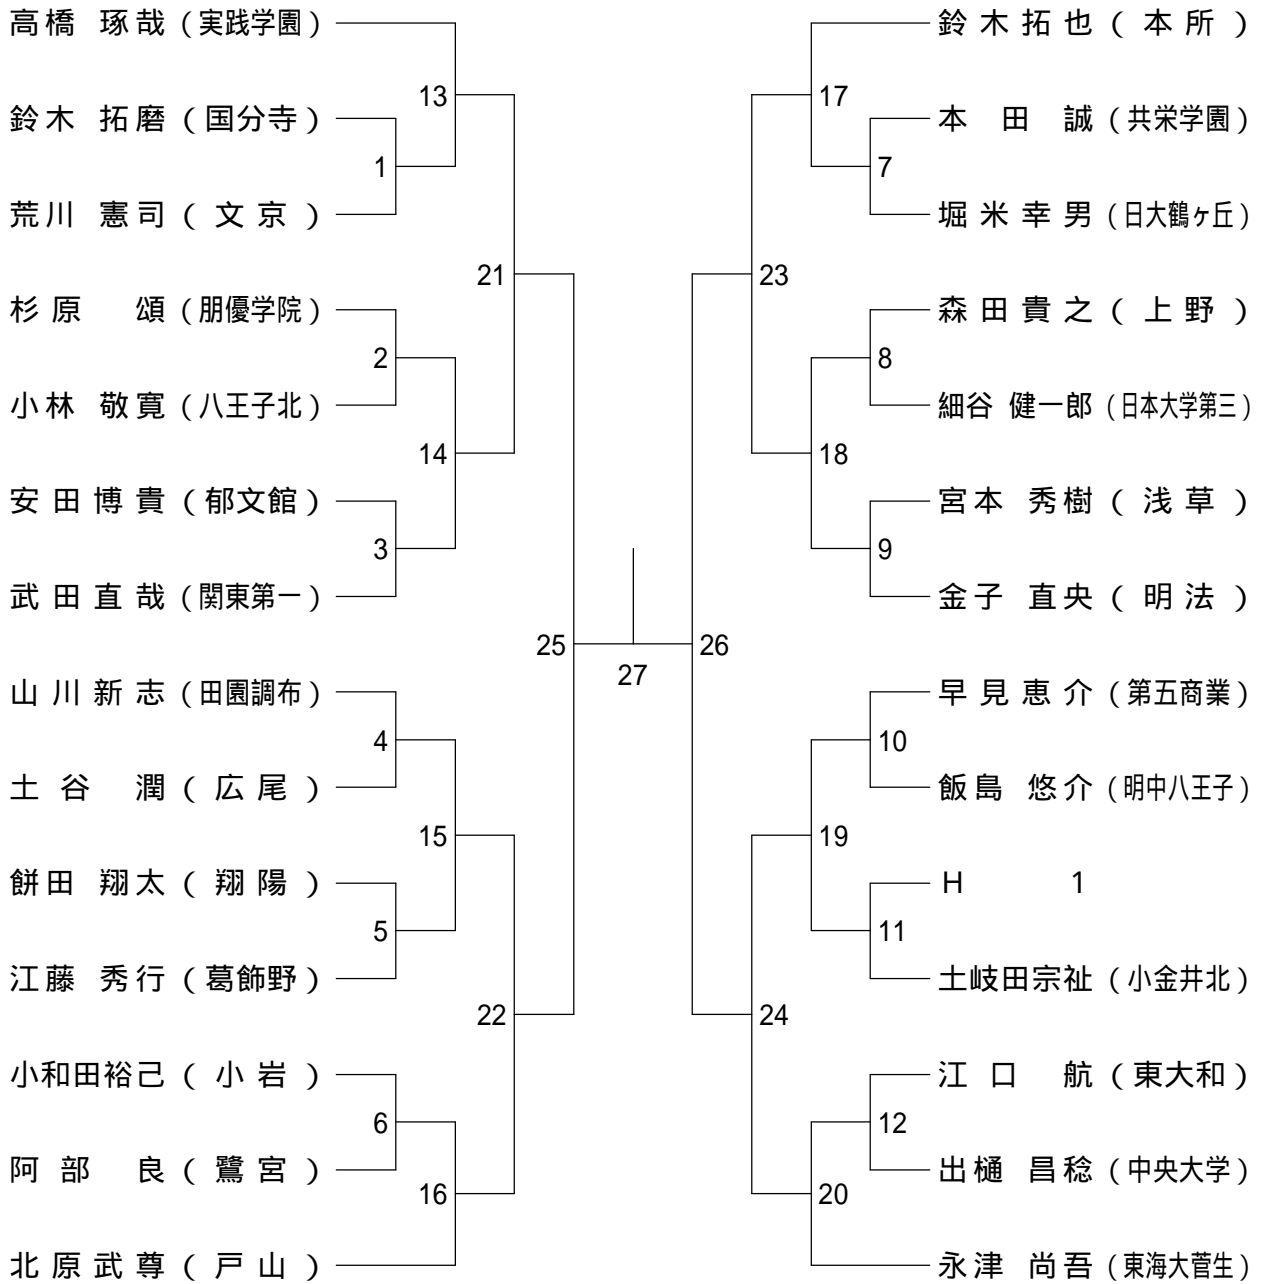 高橋 琢哉 (実践学園)
13
鈴木 拓磨 (国分寺)
1
荒川 憲司 (文京)
21
杉原 頌 (朋優学院)
2
小林 敬寛 (八王子北)
14
安田博貴 (郁文館)
3
武田直哉 (関東第一)
25
山川新志 (田園調布)
4
土谷 潤 (広尾)
15
餅田 翔太 (翔陽)
5
江藤 秀行 (葛飾野)
22
小和田裕己 (小岩)
6
阿部 良 (鷺宮)
16
北原武尊 (戸山)
27
鈴木拓也 (本所)
17
本田 誠 (共栄学園)
7
堀米幸男 (日大鶴ヶ丘)
23
森田貴之 (上野)
8
細谷 健一郎 (日本大学第三)
18
宮本 秀樹 (浅草)
9
金子 直央 (明法)
26
早見恵介 (第五商業)
10
飯島 悠介 (明中八王子)
19
H 1
11
土岐田宗祉 (小金井北)
24
江口 航 (東大和)
12
出樋 昌稔 (中央大学)
20
永津 尚吾 (東海大菅生)